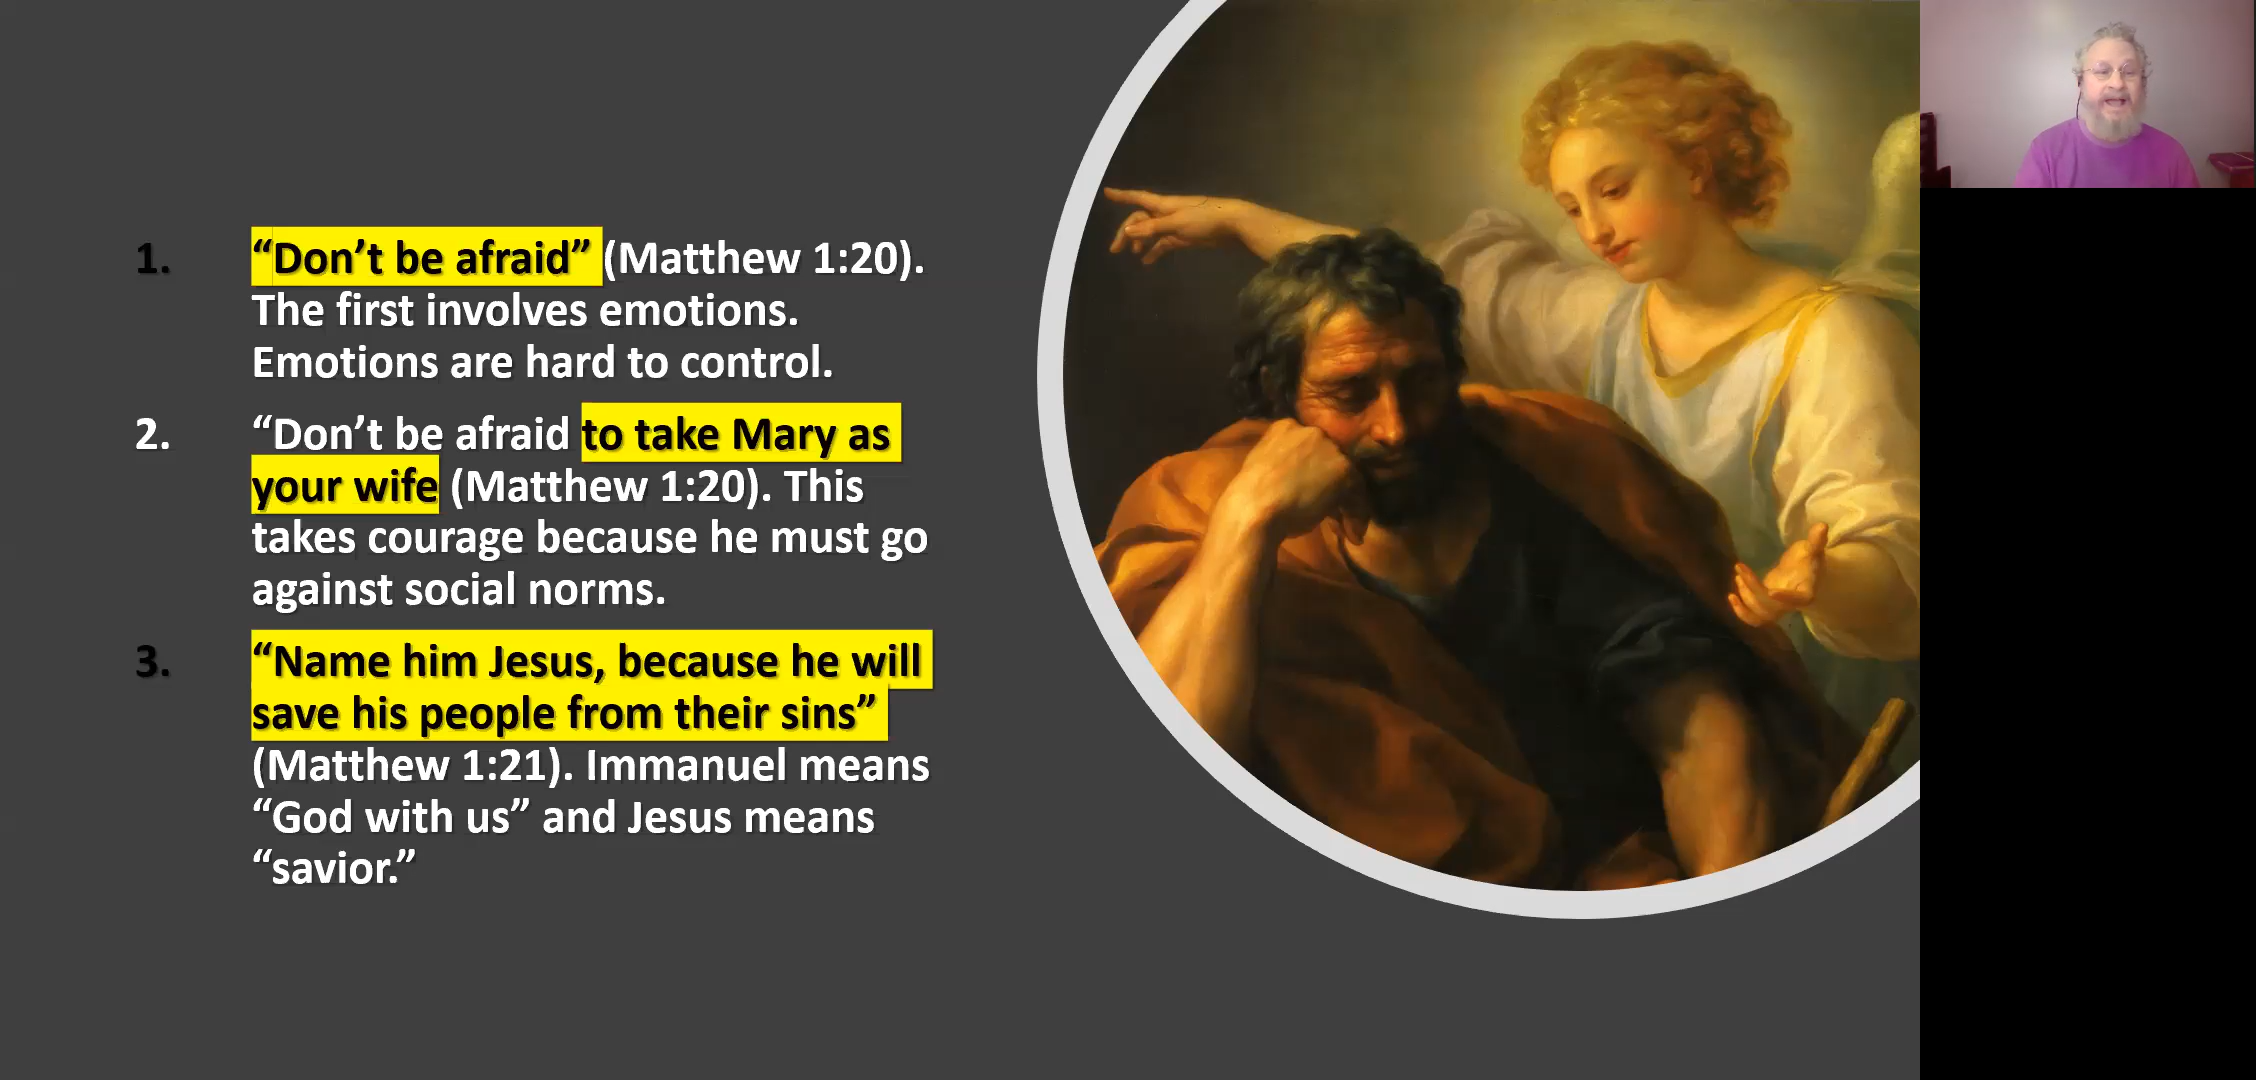 1. “Don’t be afraid” (Matthew 1:20).
The first involves emotions.
Emotions are hard to control.
2. “Don’t be afraid to take Mary as
your wife (Matthew 1:20). This
takes courage because he must go
against social norms.
3. “Name him Jesus, because he will
save his people from their sins”
(Matthew 1:21). Immanuel means
“God with us” and Jesus means
“savior.”